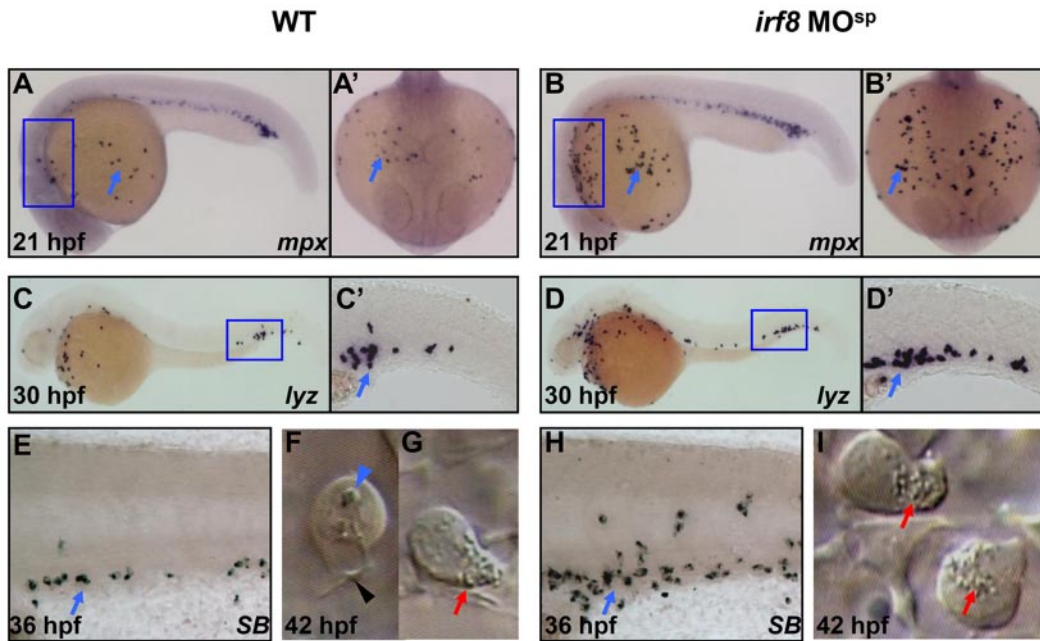 WT
irf8 MOsp
A
21 hpf
mpx
A’
B
21 hpf
mpx
B’
C
30 hpf
lyz
C’
D
30 hpf
lyz
D’
E
36 hpf
SB
F
G
42 hpf
H
36 hpf
SB
I
42 hpf